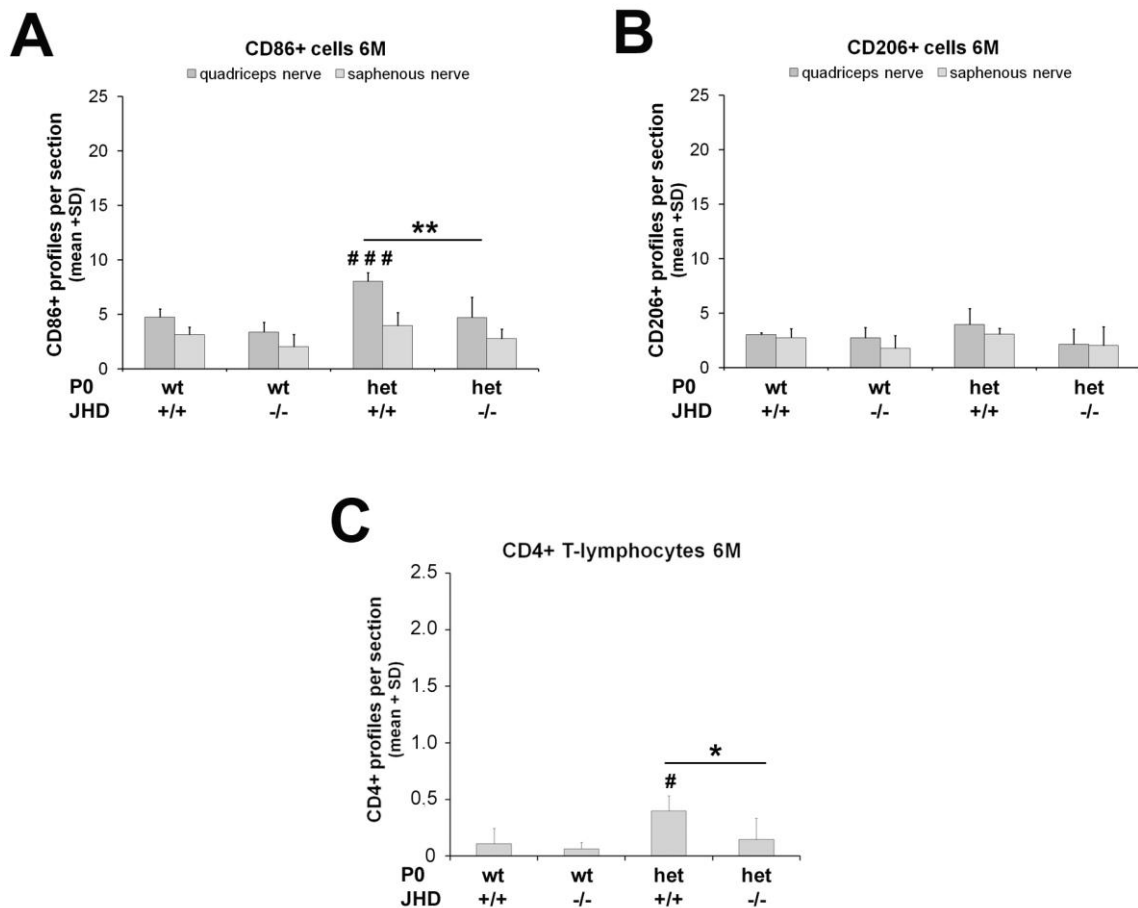 A
CD86+ cells 6M
quadriceps nerve saphenous nerve
CD86+ profiles per section
(mean +SD)
25
20
15
10
5
0
**
###
P0 wt wt het het
JHD +/+ -/- +/+ -/-
B
CD206+ cells 6M
quadriceps nerve saphenous nerve
CD206+ profiles per section
(mean +SD)
25
20
15
10
5
0
P0 wt wt het het
JHD +/+ -/- +/+ -/-
C
CD4+ T-lymphocytes 6M
CD4+ profiles per section
(mean + SD)
2.5
2.0
1.5
1.0
0.5
0
*
#
P0 wt wt het het
JHD +/+ -/- +/+ -/-